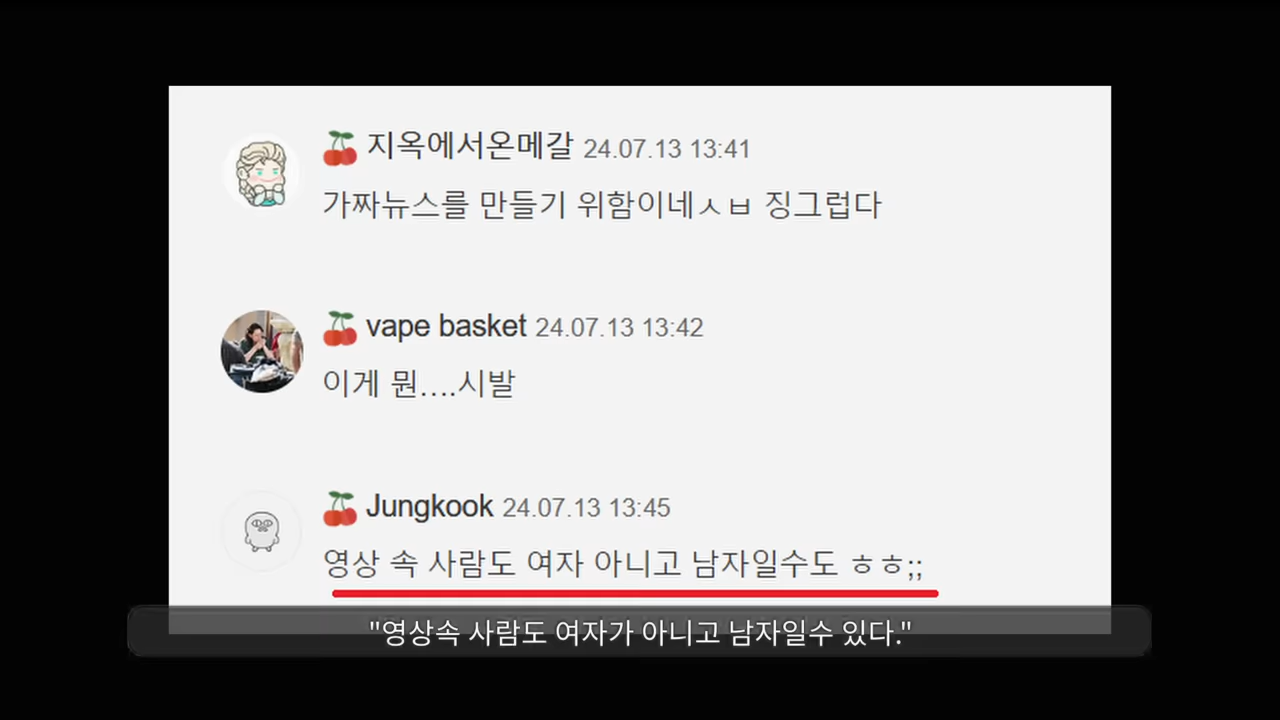 지옥에서온메갈 24.07.13 13:41
가짜뉴스를 만들기 위함이네ㅅㅂ 징그럽다
vape basket 24.07.13 13:42
이게 뭔....시발
Jungkook 24.07.13 13:45
영상 속 사람도 여자 아니고 남자일수도 ㅎㅎ;;
"영상속 사람도 여자가 아니고 남자일수 있다."